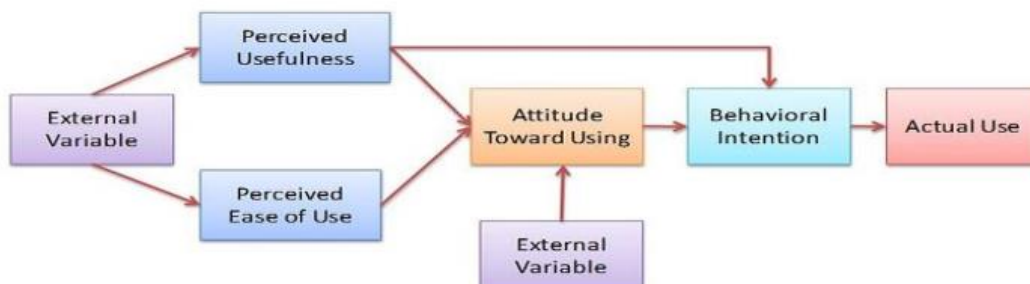 Perceived
Usefulness
External
Variable
Attitude
Toward Using
Behavioral
Intention
Actual Use
Perceived
Ease of Use
External
Variable